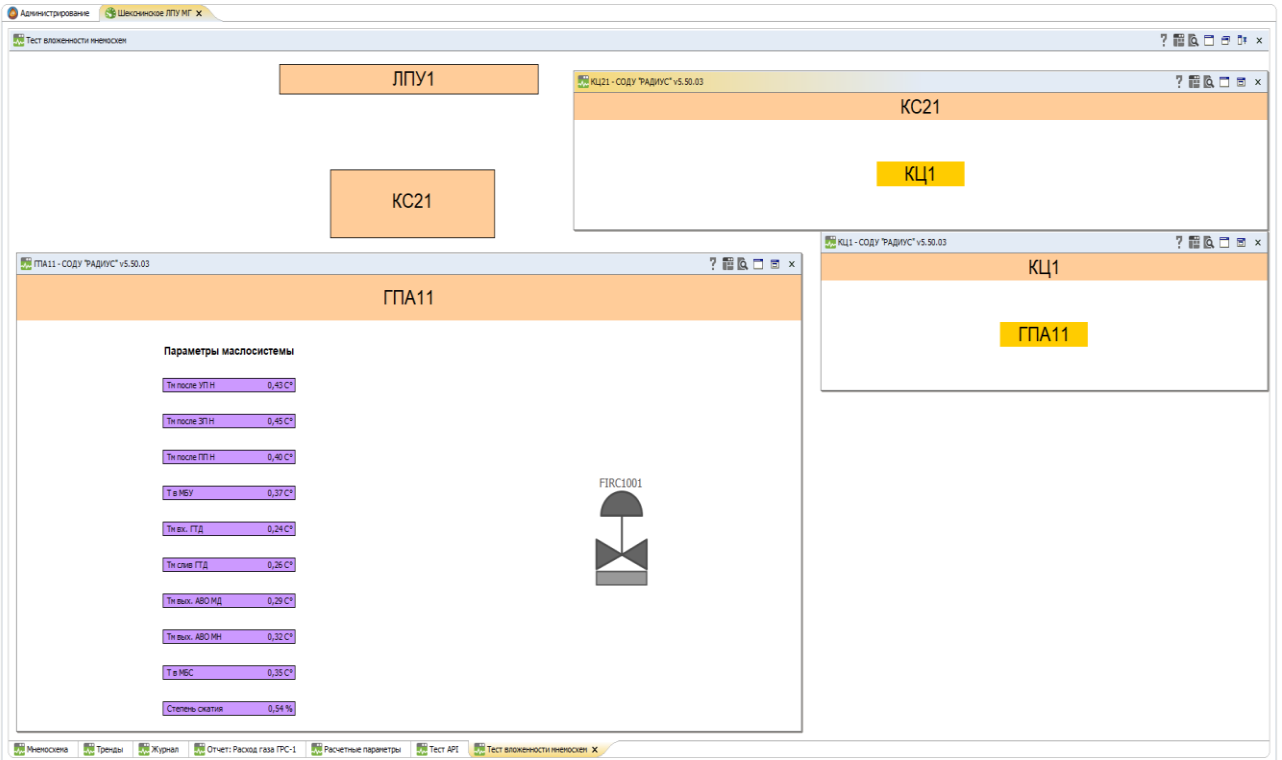 Администрирование Шекснинское ЛПУ МГ x
Тест вложенности мнемосхем
ЛПУ1
КЦ21 - СОДУ "РАДИУС" v5.50.03
КС21
КЦ1
КС21
КЦ1 - СОДУ "РАДИУС" v5.50.03
КЦ1
ГПА11
ГПА11 - СОДУ "РАДИУС" v5.50.03
ГПА11
Параметры маслосистемы
Тм после УП Н 0,43 С°
Тм после ЗП Н 0,45 С°
Тм после ПП Н 0,40 С°
Т в МБУ 0,37 С°
Тм вх. ГТД 0,24 С°
Тм слив ГТД 0,26 С°
Тм вых. АВО МД 0,29 С°
Тм вых. АВО МН 0,32 С°
Т в МБС 0,35 С°
Степень сжатия 0,54 %
FIRC1001
Мнемосхема Тренды Журнал Отчет: Расход газа ГРС-1 Расчетные параметры Тест API Тест вложенности мнемосхем x